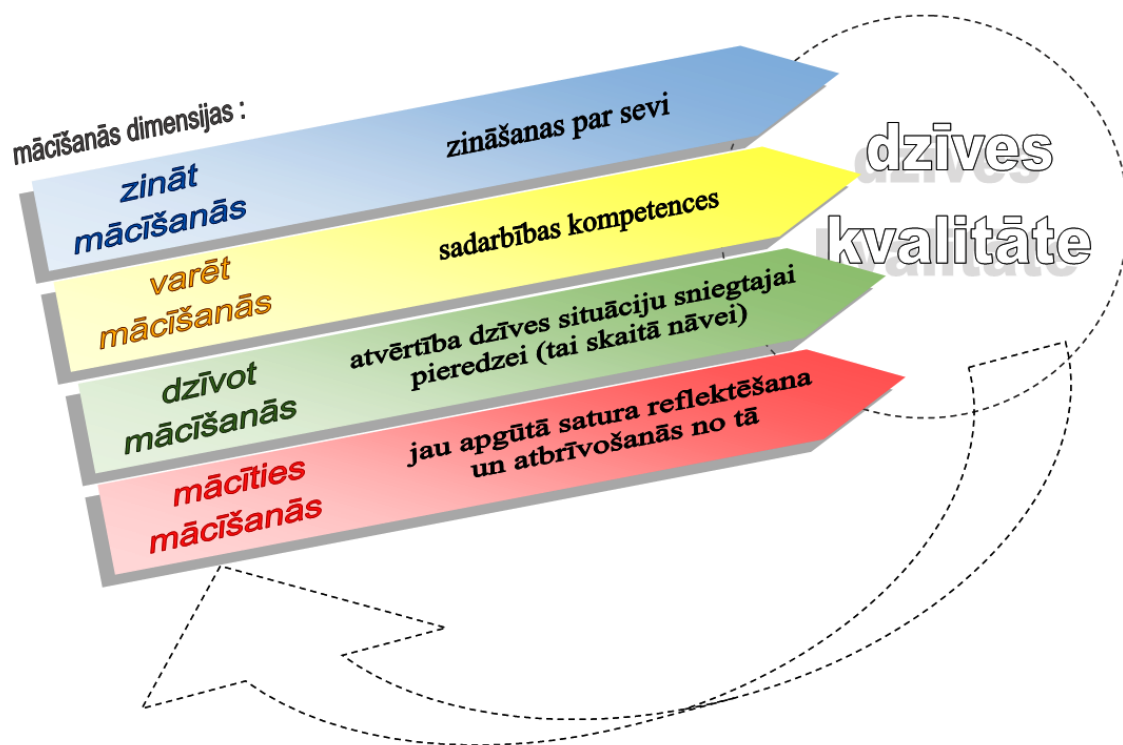 mācīšanās dimensijas :
zināt
mācīšanās
zināšanas par sevi
varēt
mācīšanās
sadarbības kompetences
dzīvot
mācīšanās
atvērtība dzīves situāciju sniegtajai
pieredzei (tai skaitā nāvei)
mācīties
mācīšanās
jau apgūtā satura reflektēšana
un atbrīvošanās no tā
dzīves
kvalitāte